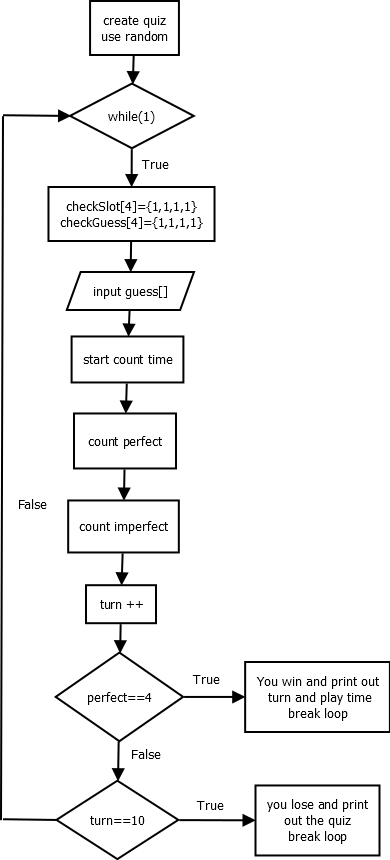 create quiz
use random
while(1)
True
checkSlot[4]={1,1,1,1}
checkGuess[4]={1,1,1,1}
input guess[]
start count time
count perfect
False
count imperfect
turn ++
perfect==4
True
You win and print out
turn and play time
break loop
False
turn==10
True
you lose and print
out the quiz
break loop